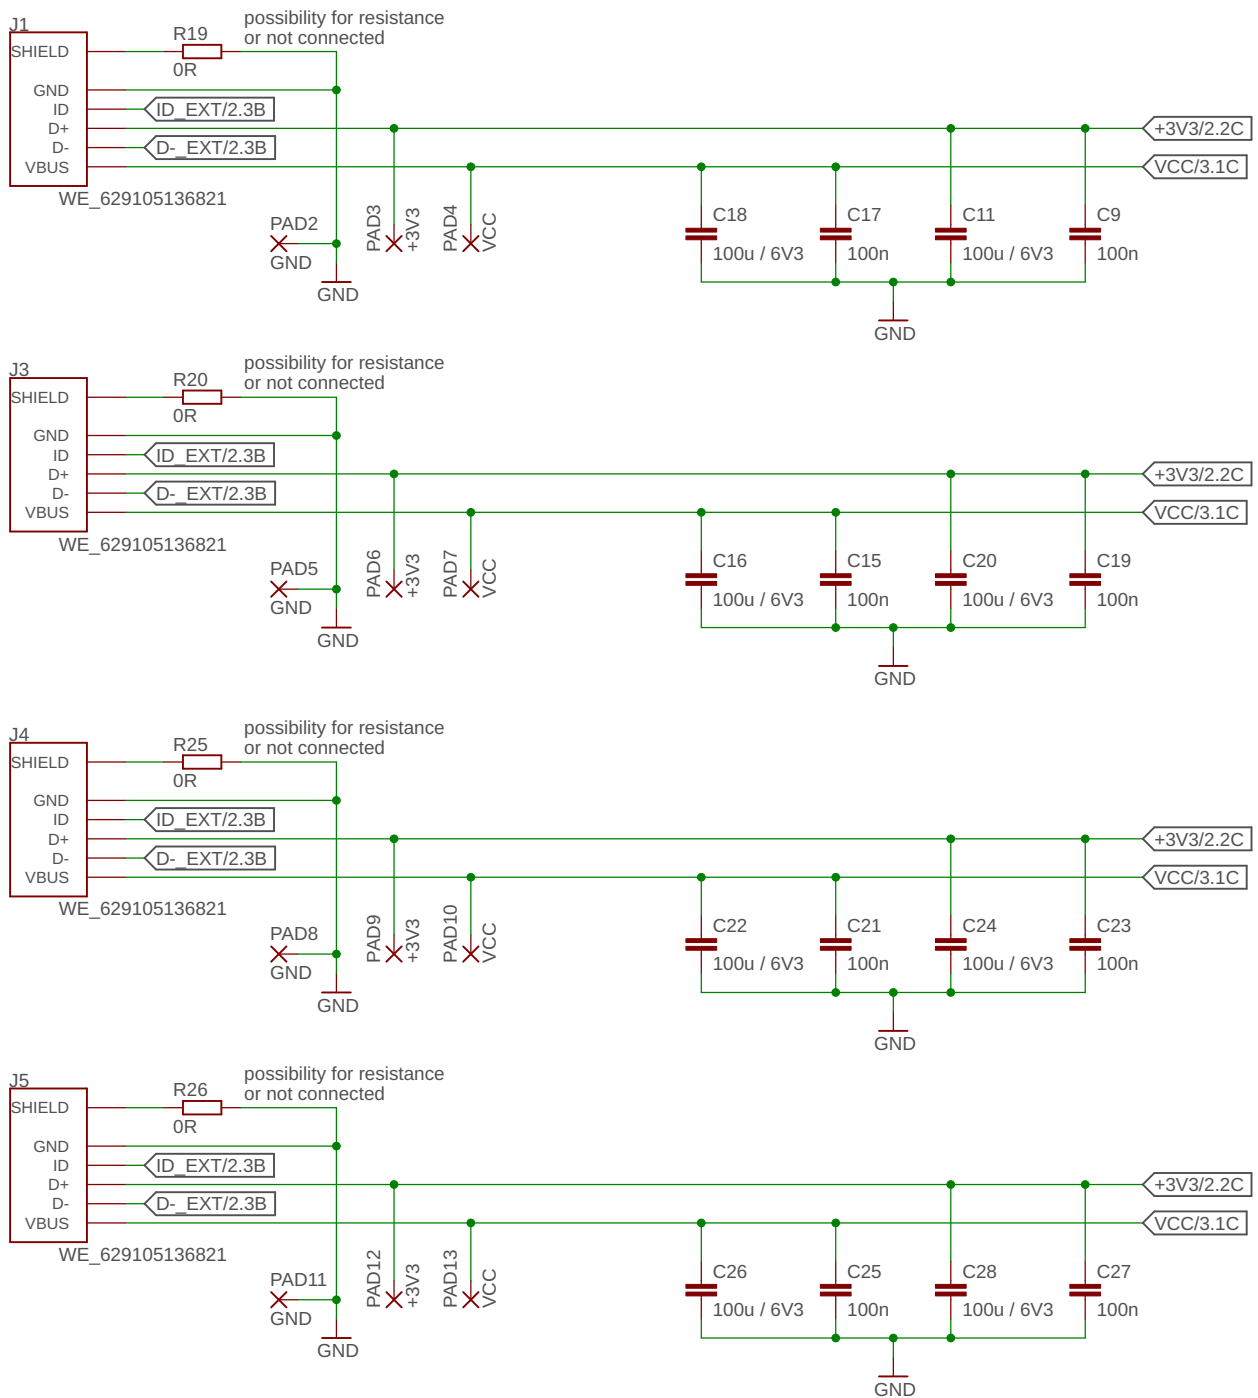 J1
possibility for resistance
or not connected
R19
0R
SHIELD
GND
ID
D+
D-
VBUS
ID_EXT/2.3B
D-_EXT/2.3B
WE_629105136821
+3V3/2.2C
VCC/3.1C
PAD2
GND
PAD3
+3V3
PAD4
VCC
GND
C18
100u / 6V3
C17
100n
C11
100u / 6V3
C9
100n
GND
J3
possibility for resistance
or not connected
R20
0R
SHIELD
GND
ID
D+
D-
VBUS
ID_EXT/2.3B
D-_EXT/2.3B
WE_629105136821
+3V3/2.2C
VCC/3.1C
PAD5
GND
PAD6
+3V3
PAD7
VCC
GND
C16
100u / 6V3
C15
100n
C20
100u / 6V3
C19
100n
GND
J4
possibility for resistance
or not connected
R25
0R
SHIELD
GND
ID
D+
D-
VBUS
ID_EXT/2.3B
D-_EXT/2.3B
WE_629105136821
+3V3/2.2C
VCC/3.1C
PAD8
GND
PAD9
+3V3
PAD10
VCC
GND
C22
100u / 6V3
C21
100n
C24
100u / 6V3
C23
100n
GND
J5
possibility for resistance
or not connected
R26
0R
SHIELD
GND
ID
D+
D-
VBUS
ID_EXT/2.3B
D-_EXT/2.3B
WE_629105136821
+3V3/2.2C
VCC/3.1C
PAD11
GND
PAD12
+3V3
PAD13
VCC
GND
C26
100u / 6V3
C25
100n
C28
100u / 6V3
C27
100n
GND